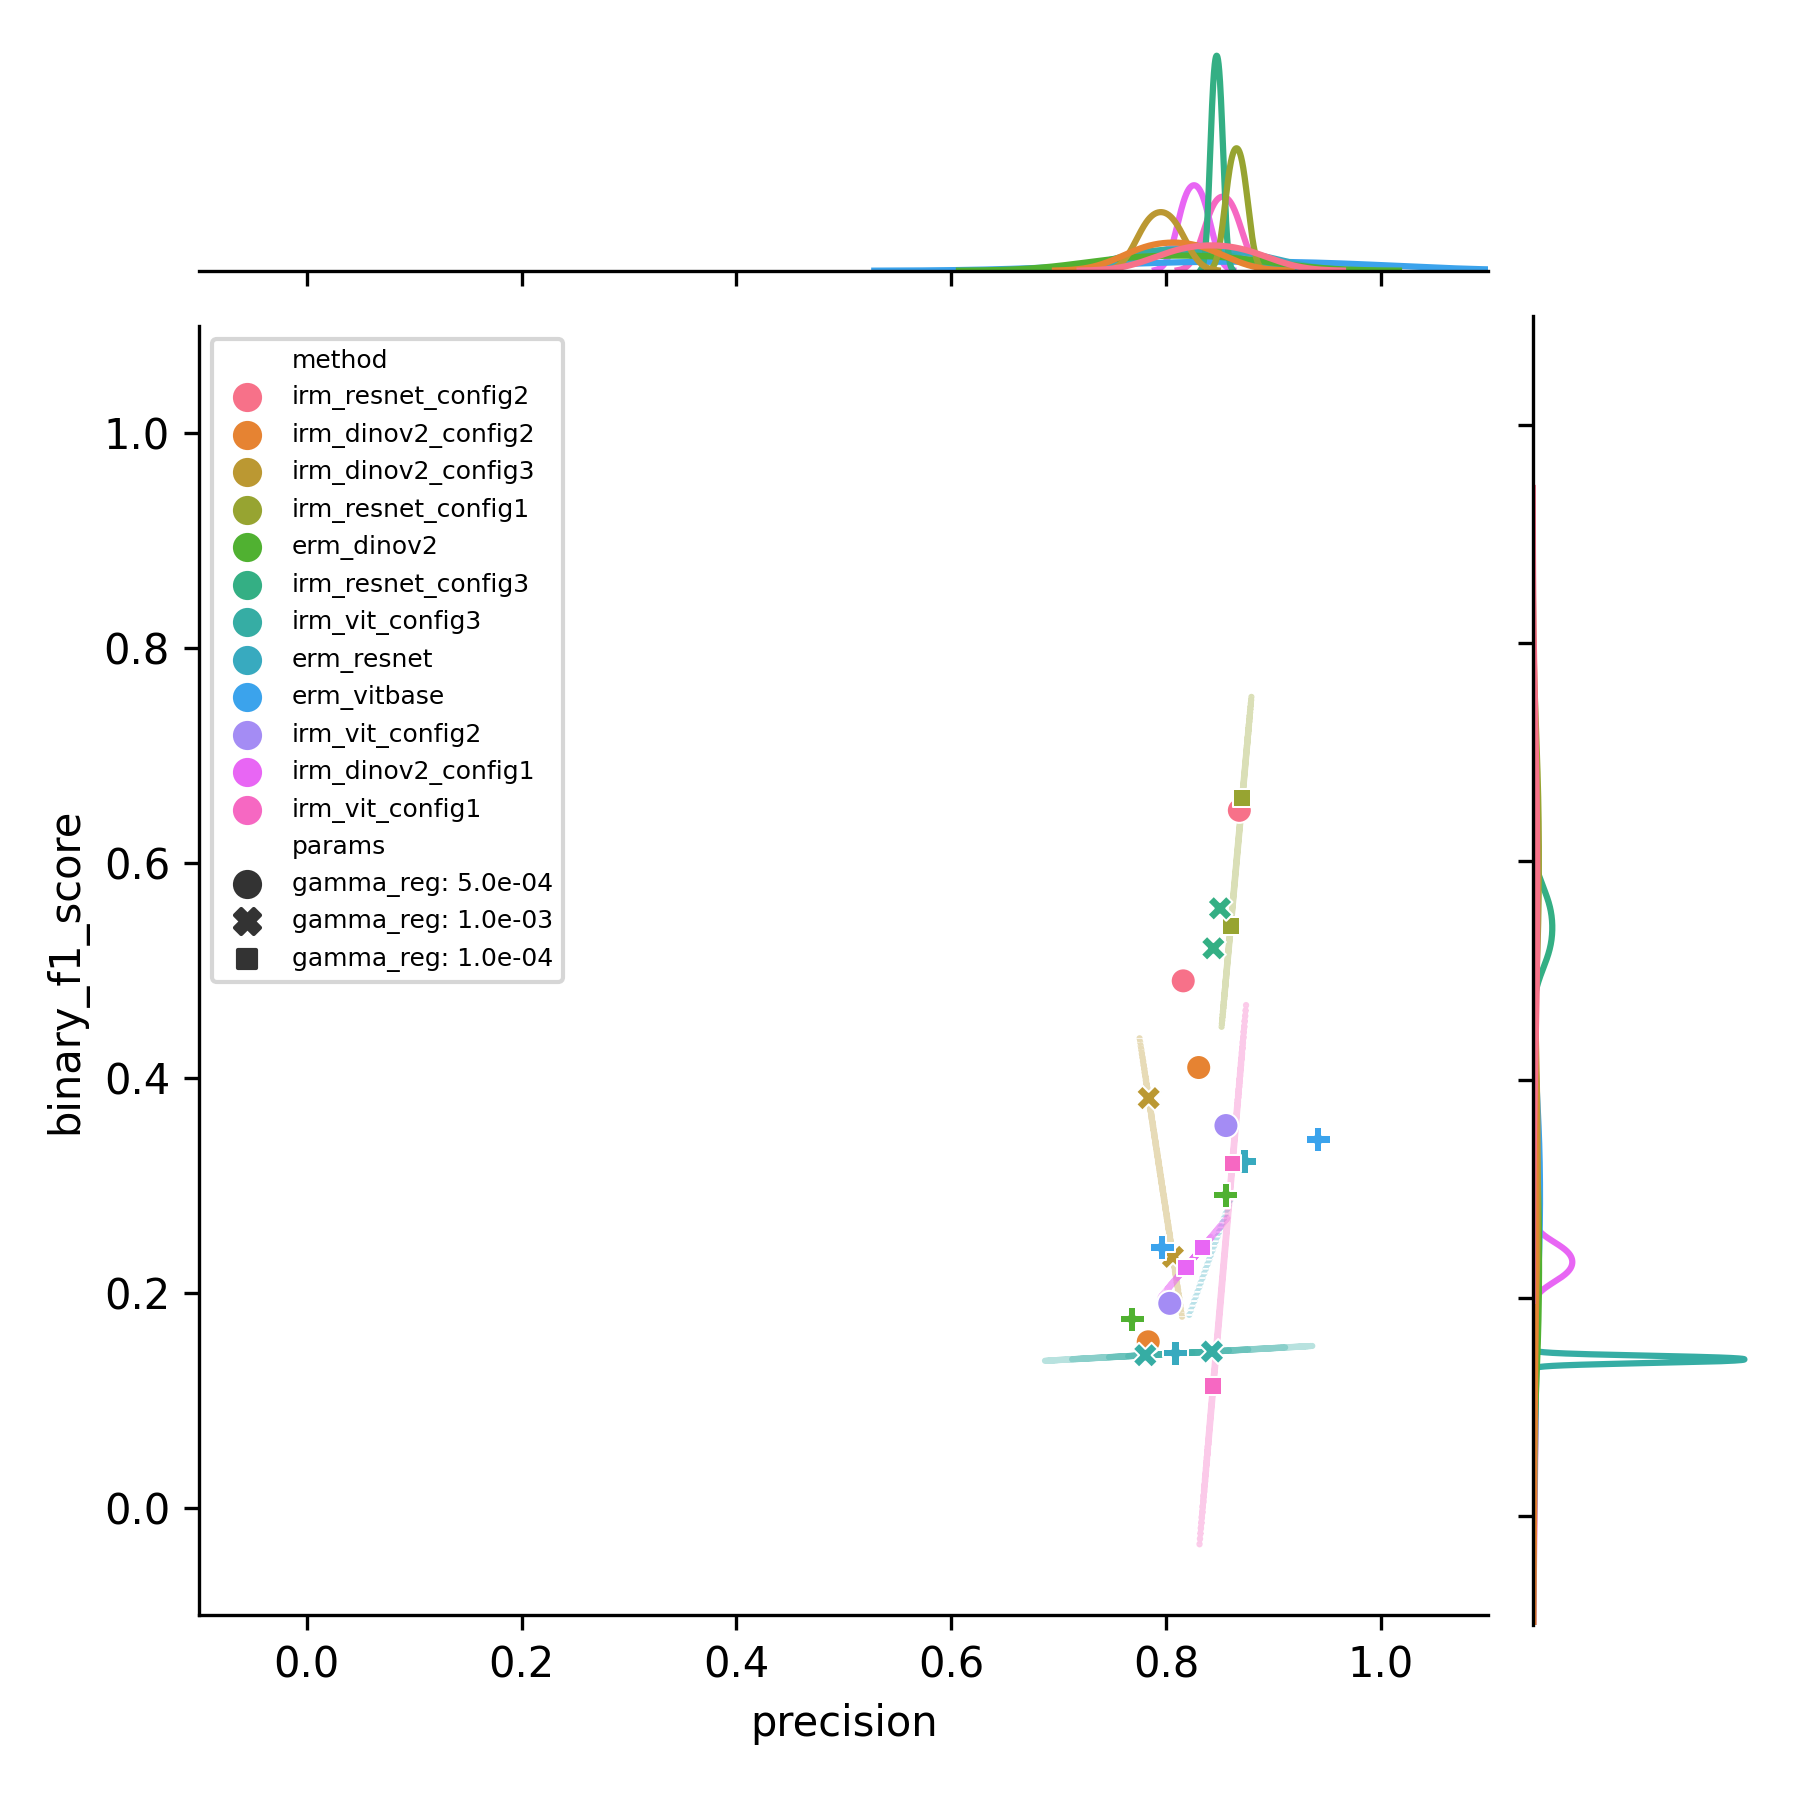 method
irm_resnet_config2
irm_dinov2_config2
irm_dinov2_config3
irm_resnet_config1
erm_dinov2
irm_resnet_config3
irm_vit_config3
erm_resnet
erm_vitbase
irm_vit_config2
irm_dinov2_config1
irm_vit_config1
params
gamma_reg: 5.0e-04
gamma_reg: 1.0e-03
gamma_reg: 1.0e-04
1.0
0.8
0.6
0.4
0.2
0.0
binary_f1_score
0.0 0.2 0.4 0.6 0.8 1.0
precision